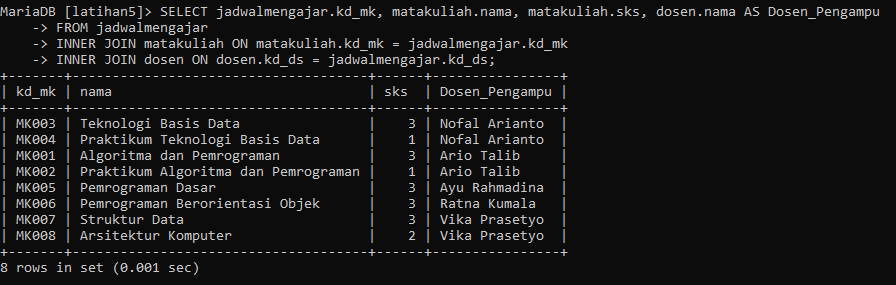 MariaDB [latihan5]> SELECT jadwalmengajar.kd_mk, matakuliah.nama, matakuliah.sks, dosen.nama AS Dosen_Pengampu
    -> FROM jadwalmengajar
    -> INNER JOIN matakuliah ON matakuliah.kd_mk = jadwalmengajar.kd_mk
    -> INNER JOIN dosen ON dosen.kd_ds = jadwalmengajar.kd_ds;
+-------+-----------------------------------+-----+----------------+
| kd_mk | nama                              | sks | Dosen_Pengampu |
+-------+-----------------------------------+-----+----------------+
| MK003 | Teknologi Basis Data              |   3 | Nofal Arianto  |
| MK004 | Praktikum Teknologi Basis Data    |   1 | Nofal Arianto  |
| MK001 | Algoritma dan Pemrograman         |   3 | Ario Talib     |
| MK002 | Praktikum Algoritma dan Pemrograman |   1 | Ario Talib     |
| MK005 | Pemrograman Dasar                 |   3 | Ayu Rahmadina  |
| MK006 | Pemrograman Berorientasi Objek    |   3 | Ratna Kumala   |
| MK007 | Struktur Data                     |   3 | Vika Prasetyo  |
| MK008 | Arsitektur Komputer               |   2 | Vika Prasetyo  |
+-------+-----------------------------------+-----+----------------+
8 rows in set (0.001 sec)